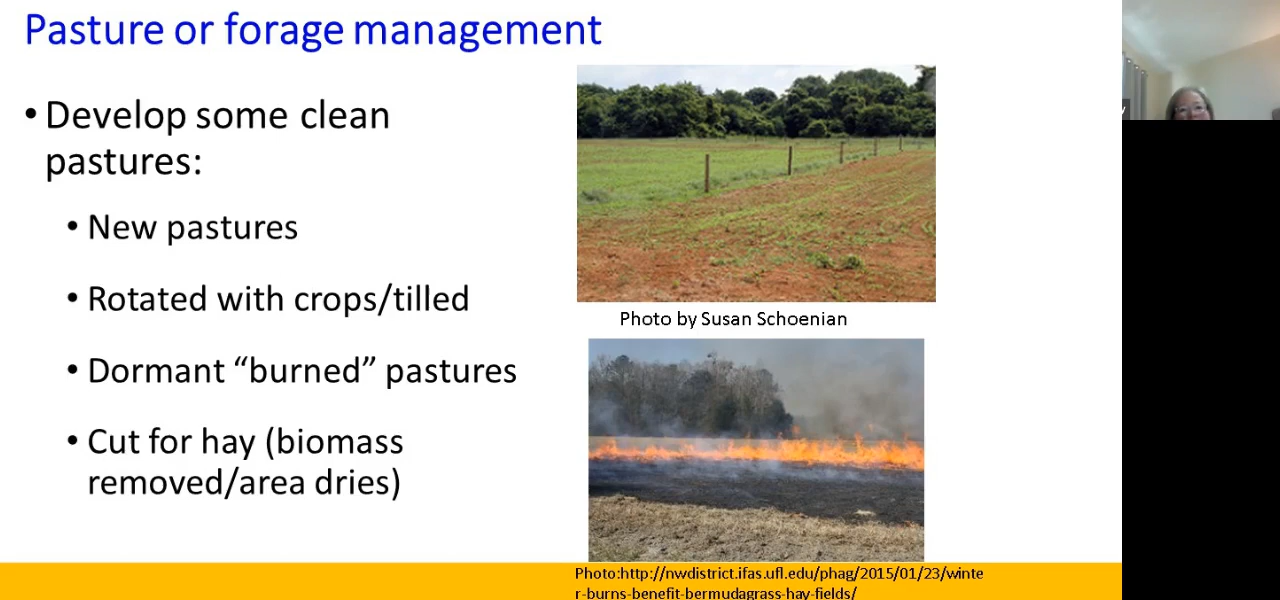 Pasture or forage management
• Develop some clean
pastures:
• New pastures
• Rotated with crops/tilled
• Dormant “burned” pastures
• Cut for hay (biomass
removed/area dries)
Photo by Susan Schoenian
Photo:http://nwdistrict.ifas.ufl.edu/phag/2015/01/23/winte
r-burns-benefit-bermudagrass-hay-fields/